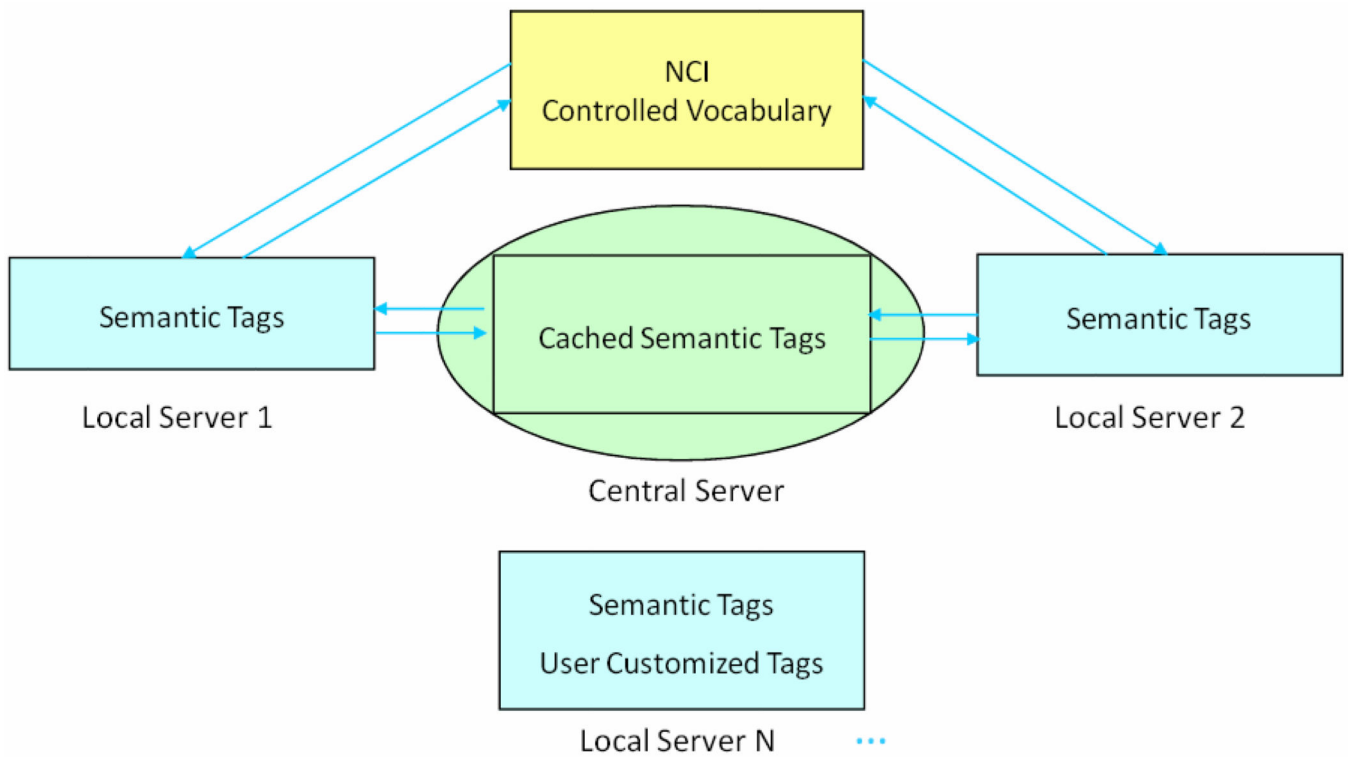 NCI
Controlled Vocabulary
Semantic Tags
Cached Semantic Tags
Semantic Tags
Local Server 1
Local Server 2
Central Server
Semantic Tags
User Customized Tags
Local Server N ...